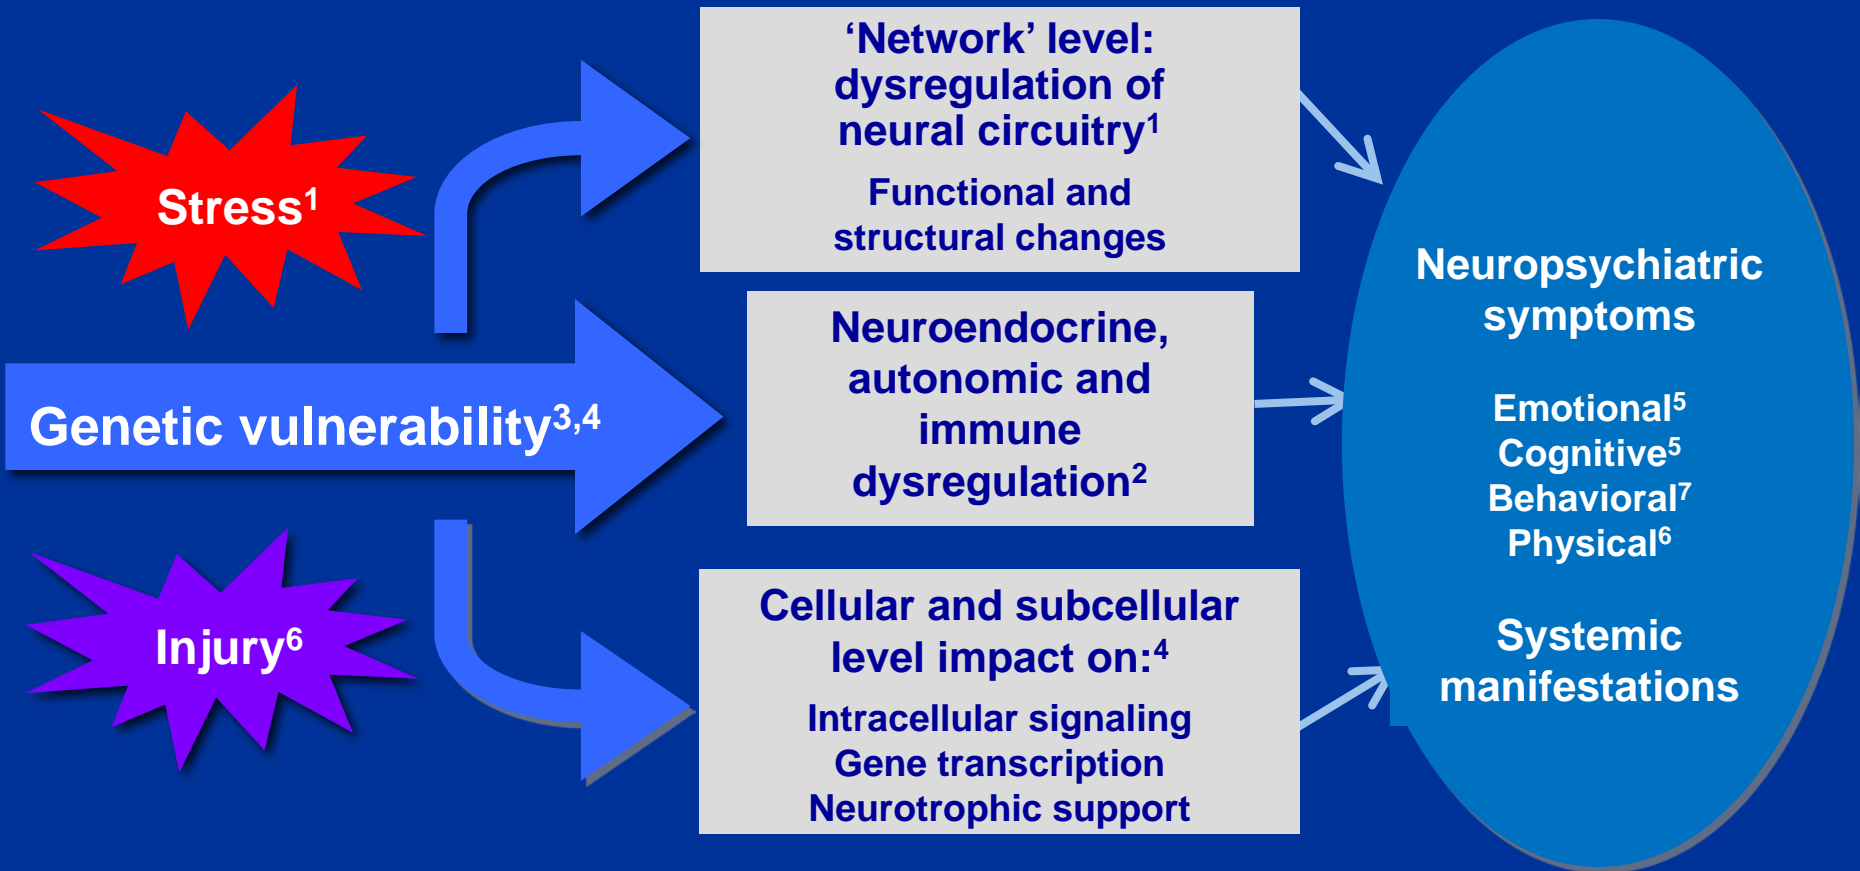 Stress¹
Genetic vulnerability³,⁴
Injury⁶
‘Network’ level:
dysregulation of
neural circuitry¹
Functional and
structural changes
Neuroendocrine,
autonomic and
immune
dysregulation²
Cellular and subcellular
level impact on:⁴
Intracellular signaling
Gene transcription
Neurotrophic support
Neuropsychiatric
symptoms
Emotional⁵
Cognitive⁵
Behavioral⁷
Physical⁶
Systemic
manifestations